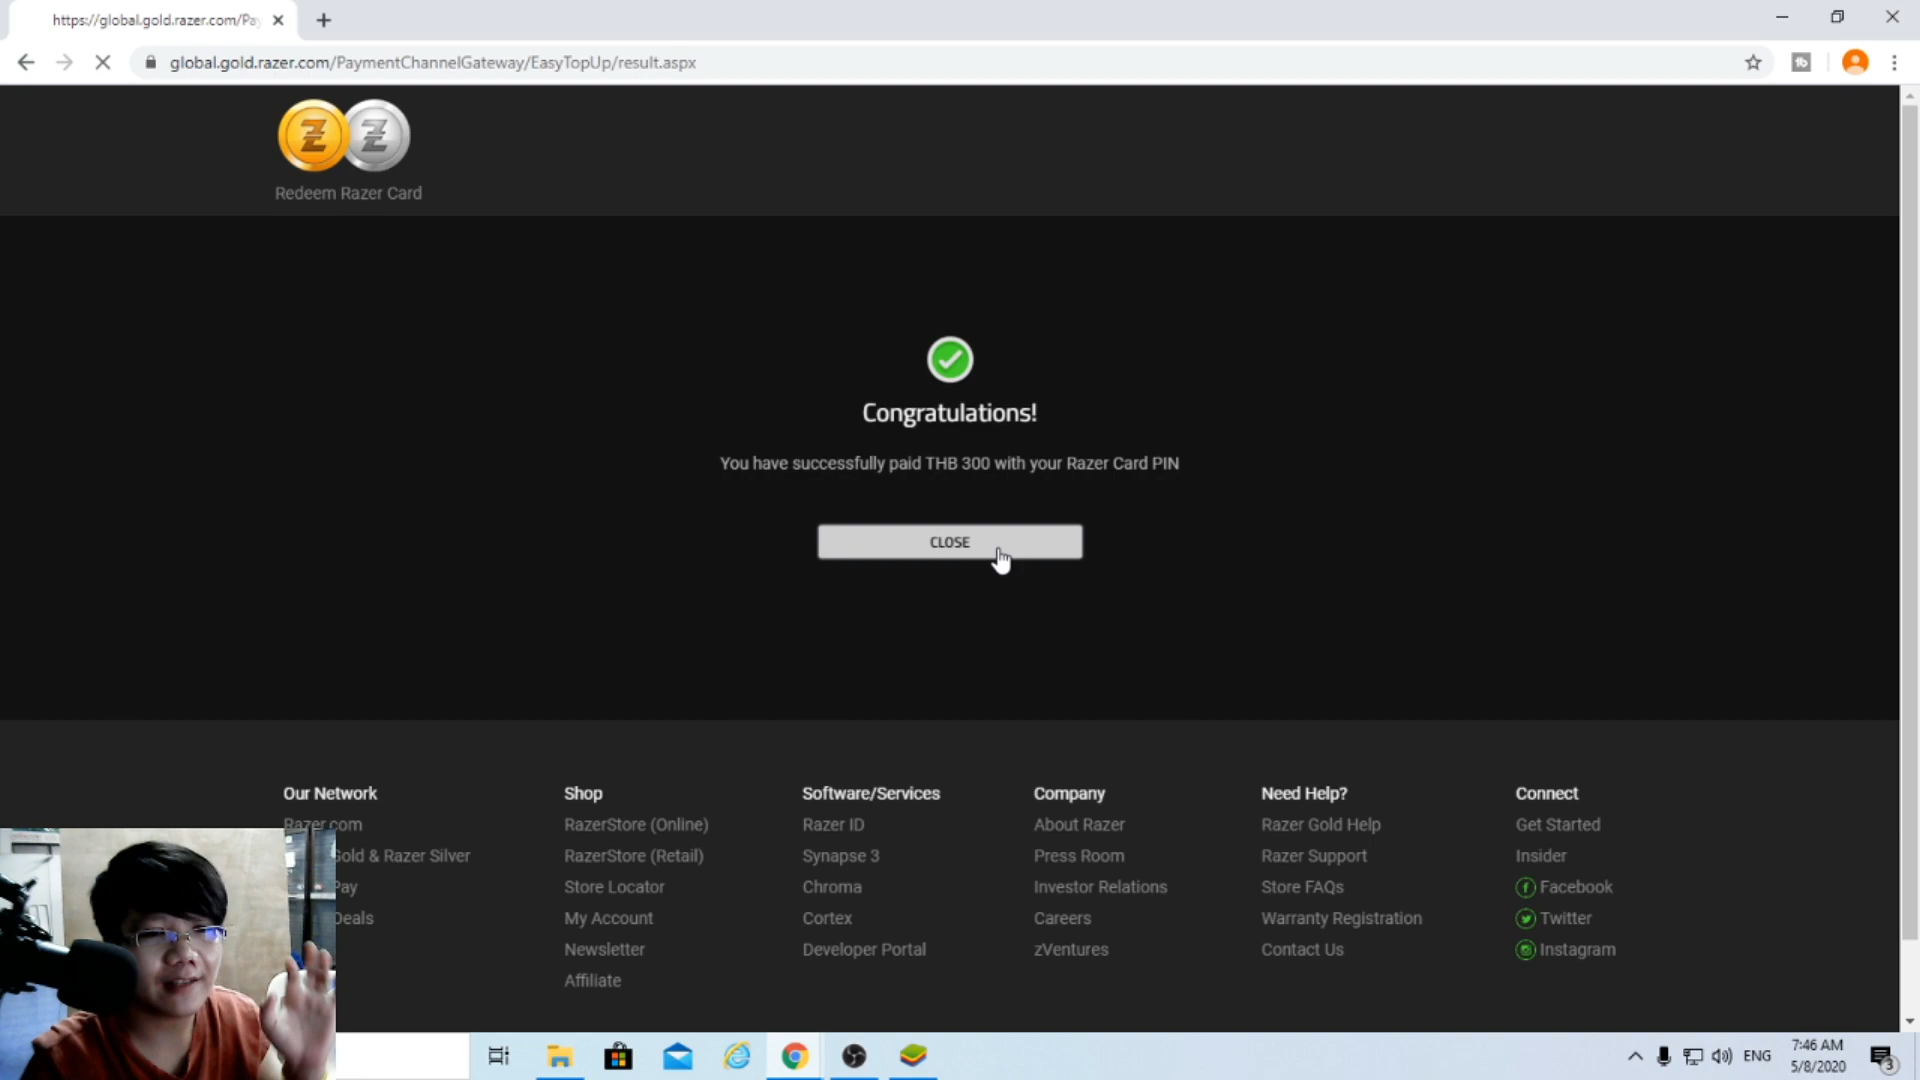 https://global.gold.razer.com/Pa
global.gold.razer.com/PaymentChannelGateway/EasyTopUp/result.aspx
Redeem Razer Card
Congratulations!
You have successfully paid THB 300 with your Razer Card PIN
CLOSE
Our Network
Razer.com
Gold & Razer Silver
Pay
Deals
Shop
RazerStore (Online)
RazerStore (Retail)
Store Locator
My Account
Newsletter
Affiliate
Software/Services
Razer ID
Synapse 3
Chroma
Cortex
Developer Portal
Company
About Razer
Press Room
Investor Relations
Careers
zVentures
Need Help?
Razer Gold Help
Razer Support
Store FAQs
Warranty Registration
Contact Us
Connect
Get Started
Insider
Facebook
Twitter
Instagram
ENG
7:46 AM
5/8/2020
3